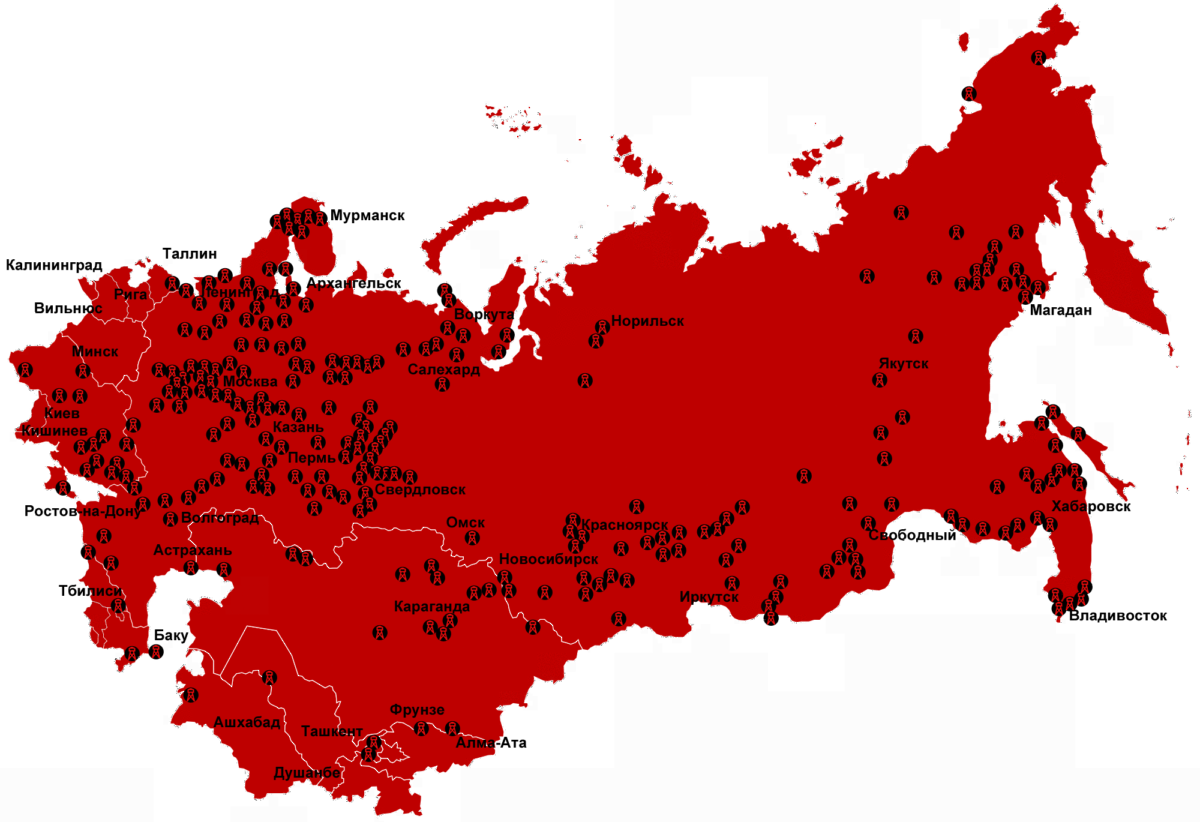 Мурманск
Таллин
Калининград
Архангельск
Рига
Ленинград
Вильнюс
Магадан
Воркута
Норильск
Минск
Якутск
Салехард
Москва
Киев
Казань
Кишинев
Пермь
Свердловск
Ростов-на-Дону
Хабаровск
Волгоград
Омск
Красноярск
Свободный
Астрахань
Новосибирск
Тбилиси
Иркутск
Караганда
Владивосток
Баку
Фрунзе
Ашхабад
Ташкент
Алма-Ата
Душанбе